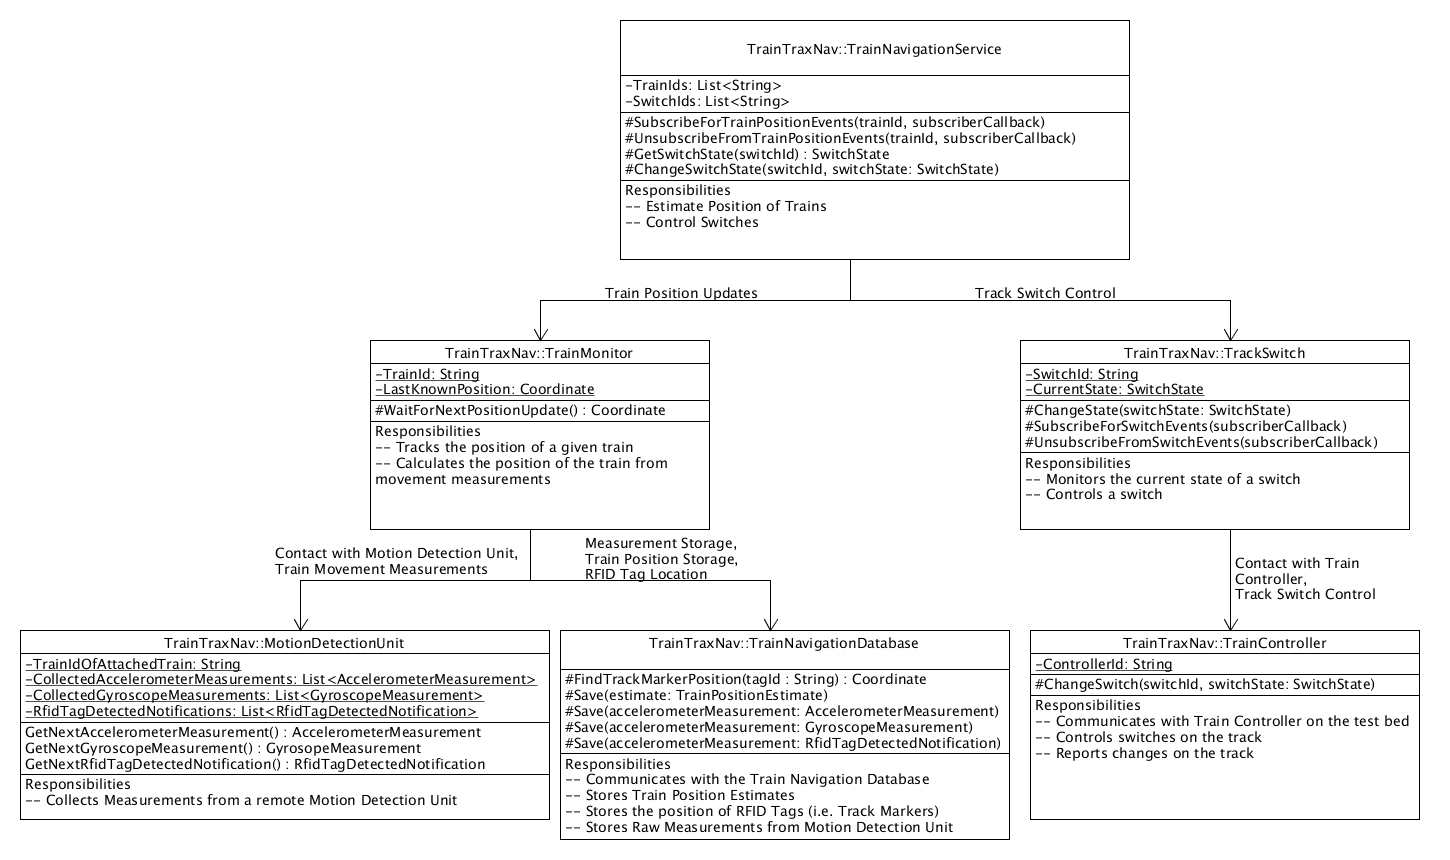 TrainTraxNav::TrainNavigationService
-TrainIds: List<String>
-SwitchIds: List<String>
#SubscribeForTrainPositionEvents(trainId, subscriberCallback)
#UnsubscribeFromTrainPositionEvents(trainId, subscriberCallback)
#GetSwitchState(switchId) : SwitchState
#ChangeSwitchState(switchId, switchState: SwitchState)
Responsibilities
-- Estimate Position of Trains
-- Control Switches
Train Position Updates
Track Switch Control
TrainTraxNav::TrainMonitor
-TrainId: String
-LastKnownPosition: Coordinate
#WaitForNextPositionUpdate() : Coordinate
Responsibilities
-- Tracks the position of a given train
-- Calculates the position of the train from
movement measurements
TrainTraxNav::TrackSwitch
-SwitchId: String
-CurrentState: SwitchState
#ChangeState(switchState: SwitchState)
#SubscribeForSwitchEvents(subscriberCallback)
#UnsubscribeFromSwitchEvents(subscriberCallback)
Responsibilities
-- Monitors the current state of a switch
-- Controls a switch
Contact with Motion Detection Unit,
Train Movement Measurements
Measurement Storage,
Train Position Storage,
RFID Tag Location
Contact with Train
Controller,
Track Switch Control
TrainTraxNav::MotionDetectionUnit
-TrainIdOfAttachedTrain: String
-CollectedAccelerometerMeasurements: List<AccelerometerMeasurement>
-CollectedGyroscopeMeasurements: List<GyroscopeMeasurement>
-RfidTagDetectedNotifications: List<RfidTagDetectedNotification>
GetNextAccelerometerMeasurement() : AccelerometerMeasurement
GetNextGyroscopeMeasurement() : GyrosopeMeasurement
GetNextRfidTagDetectedNotification() : RfidTagDetectedNotification
Responsibilities
-- Collects Measurements from a remote Motion Detection Unit
TrainTraxNav::TrainNavigationDatabase
#FindTrackMarkerPosition(tagId : String) : Coordinate
#Save(estimate: TrainPositionEstimate)
#Save(accelerometerMeasurement: AccelerometerMeasurement)
#Save(accelerometerMeasurement: GyroscopeMeasurement)
#Save(accelerometerMeasurement: RfidTagDetectedNotification)
Responsibilities
-- Communicates with the Train Navigation Database
-- Stores Train Position Estimates
-- Stores the position of RFID Tags (i.e. Track Markers)
-- Stores Raw Measurements from Motion Detection Unit
TrainTraxNav::TrainController
-ControllerId: String
#ChangeSwitch(switchId, switchState: SwitchState)
Responsibilities
-- Communicates with Train Controller on the test bed
-- Controls switches on the track
-- Reports changes on the track